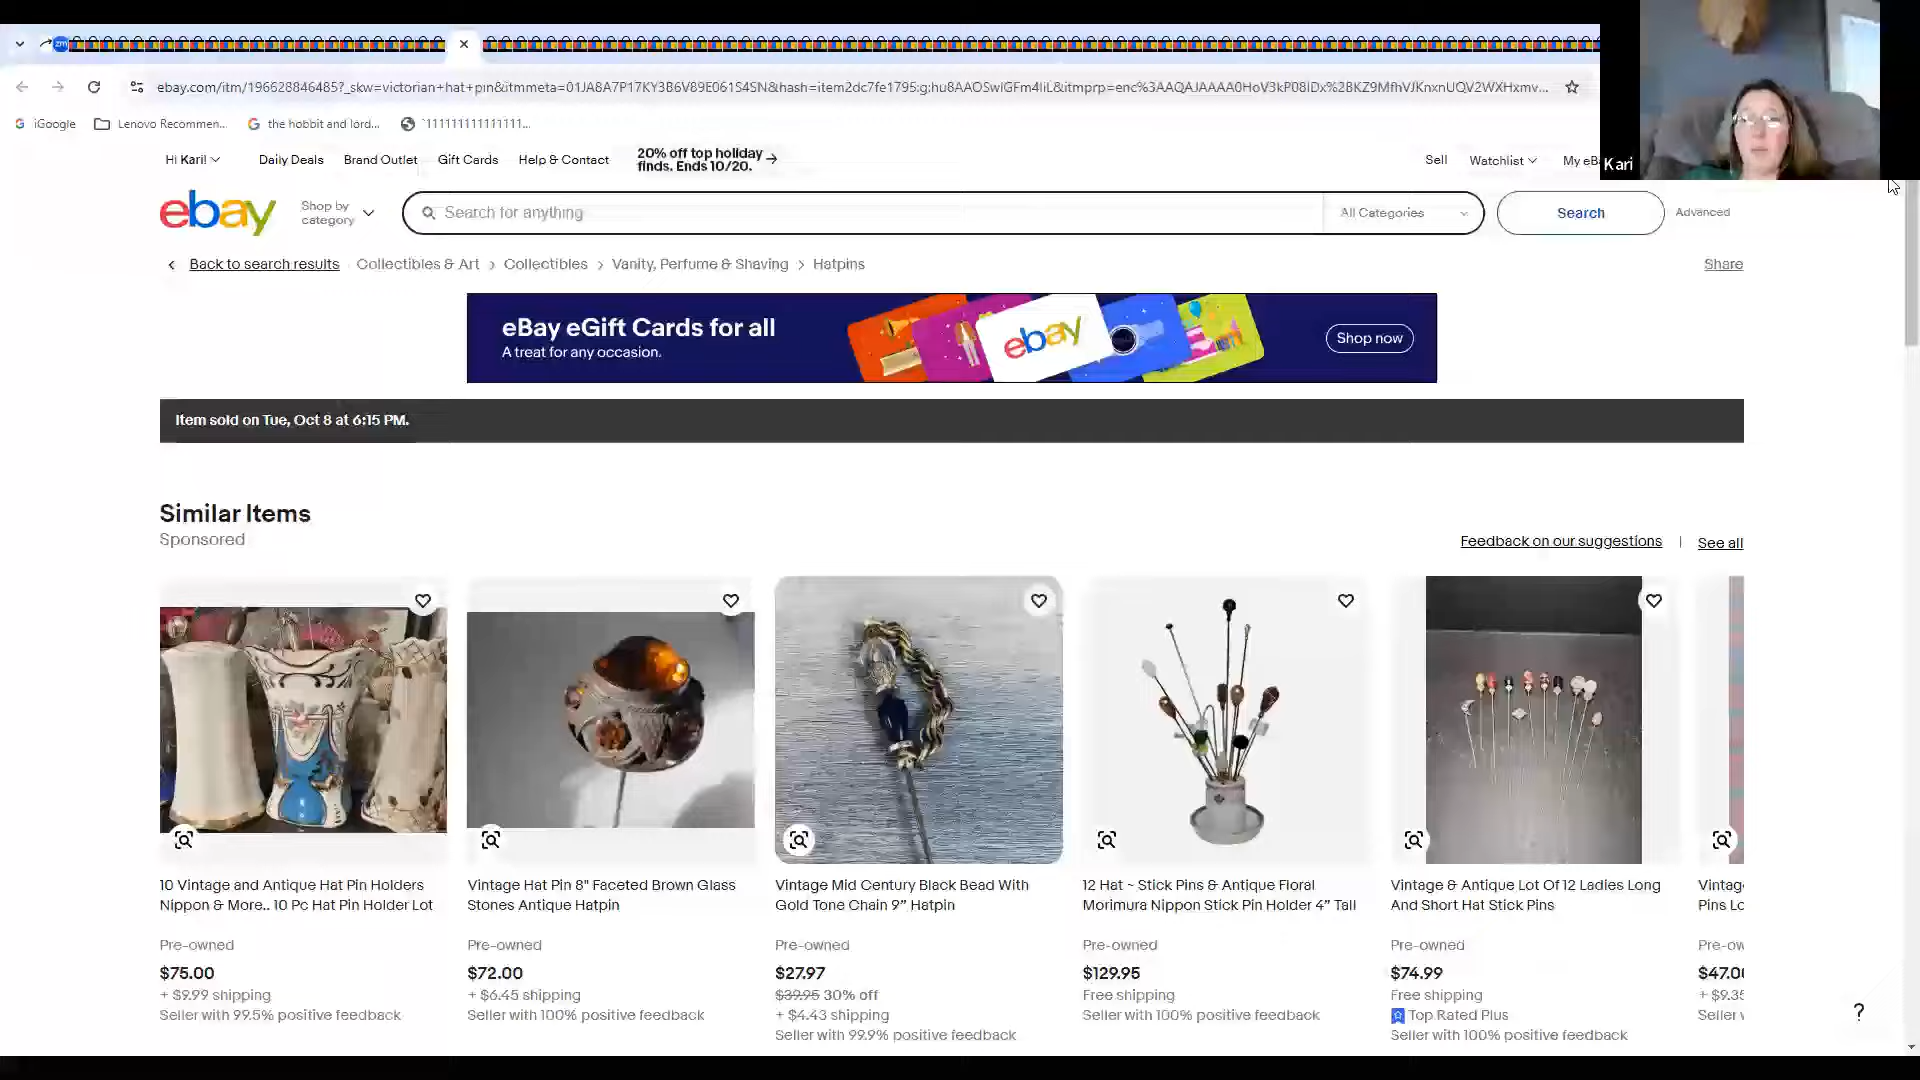 zm
ebay.com/itm/196628846485?_skw=victorian+hat+pin&itmmeta=01JA8A7P17KY3B6V89E061S4SN&hash=item2dc7fe1795:g:hu8AAOSwIGFm4IiL&itmprp=enc%3AAQAJAAAA0HoV3kP08IDx%2BKZ9MfhVJKnxnUQV2WXHxmv...
iGoogle
Lenovo Recommen...
the hobbit and lord...
`111111111111111...
Hi Kari!
Daily Deals
Brand Outlet
Gift Cards
Help & Contact
20% off top holiday
finds. Ends 10/20.
Sell
Watchlist
My eB
Kari
ebay
Shop by
category
Search for anything
All Categories
Search
Advanced
Back to search results
Collectibles & Art
Collectibles
Vanity, Perfume & Shaving
Hatpins
Share
eBay eGift Cards for all
A treat for any occasion.
ebay
Shop now
Item sold on Tue, Oct 8 at 6:15 PM.
Similar Items
Sponsored
Feedback on our suggestions
See all
10 Vintage and Antique Hat Pin Holders
Nippon & More.. 10 Pc Hat Pin Holder Lot
Pre-owned
$75.00
+ $9.99 shipping
Seller with 99.5% positive feedback
Vintage Hat Pin 8" Faceted Brown Glass
Stones Antique Hatpin
Pre-owned
$72.00
+ $6.45 shipping
Seller with 100% positive feedback
Vintage Mid Century Black Bead With
Gold Tone Chain 9” Hatpin
Pre-owned
$27.97
$39.95 30% off
+ $4.43 shipping
Seller with 99.9% positive feedback
12 Hat ~ Stick Pins & Antique Floral
Morimura Nippon Stick Pin Holder 4” Tall
Pre-owned
$129.95
Free shipping
Seller with 100% positive feedback
Vintage & Antique Lot Of 12 Ladies Long
And Short Hat Stick Pins
Pre-owned
$74.99
Free shipping
Top Rated Plus
Seller with 100% positive feedback
Vintag
Pins Lo
Pre-ow
$47.00
+ $9.35
Seller
?